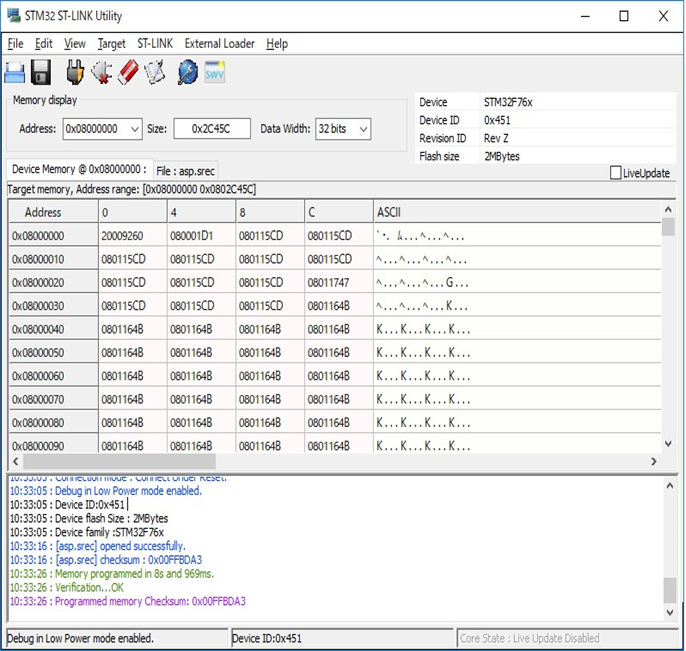 STM32 ST-LINK Utility
File Edit View Target ST-LINK External Loader Help
SWV
Memory display
Address: 0x08000000 Size: 0x2C45C Data Width: 32 bits
Device STM32F76x
Device ID 0x451
Revision ID Rev Z
Flash size 2MBytes
LiveUpdate
Device Memory @ 0x08000000 : File : asp.srec
Target memory, Address range: [0x08000000 0x0802C45C]
Address 0 4 8 C ASCII
0x08000000 20009260 080001D1 080115CD 080115CD
0x08000010 080115CD 080115CD 080115CD 080115CD ^...^...^...^...
0x08000020 080115CD 080115CD 080115CD 08011747 ^...^...^...G...
0x08000030 080115CD 080115CD 080115CD 0801164B ^...^...^...K...
0x08000040 0801164B 0801164B 0801164B 0801164B K...K...K...K...
0x08000050 0801164B 0801164B 0801164B 0801164B K...K...K...K...
0x08000060 0801164B 0801164B 0801164B 0801164B K...K...K...K...
0x08000070 0801164B 0801164B 0801164B 0801164B K...K...K...K...
0x08000080 0801164B 0801164B 0801164B 0801164B K...K...K...K...
0x08000090 0801164B 0801164B 0801164B 0801164B K...K...K...K...
10:33:05 : Connection mode : Connect Under Reset.
10:33:05 : Debug in Low Power mode enabled.
10:33:05 : Device ID:0x451
10:33:05 : Device flash Size : 2MBytes
10:33:05 : Device family :STM32F76x
10:33:16 : [asp.srec] opened successfully.
10:33:16 : [asp.srec] checksum : 0x00FFBDA3
10:33:26 : Memory programmed in 8s and 969ms.
10:33:26 : Verification...OK
10:33:26 : Programmed memory Checksum: 0x00FFBDA3
Debug in Low Power mode enabled. Device ID:0x451 Core State : Live Update Disabled